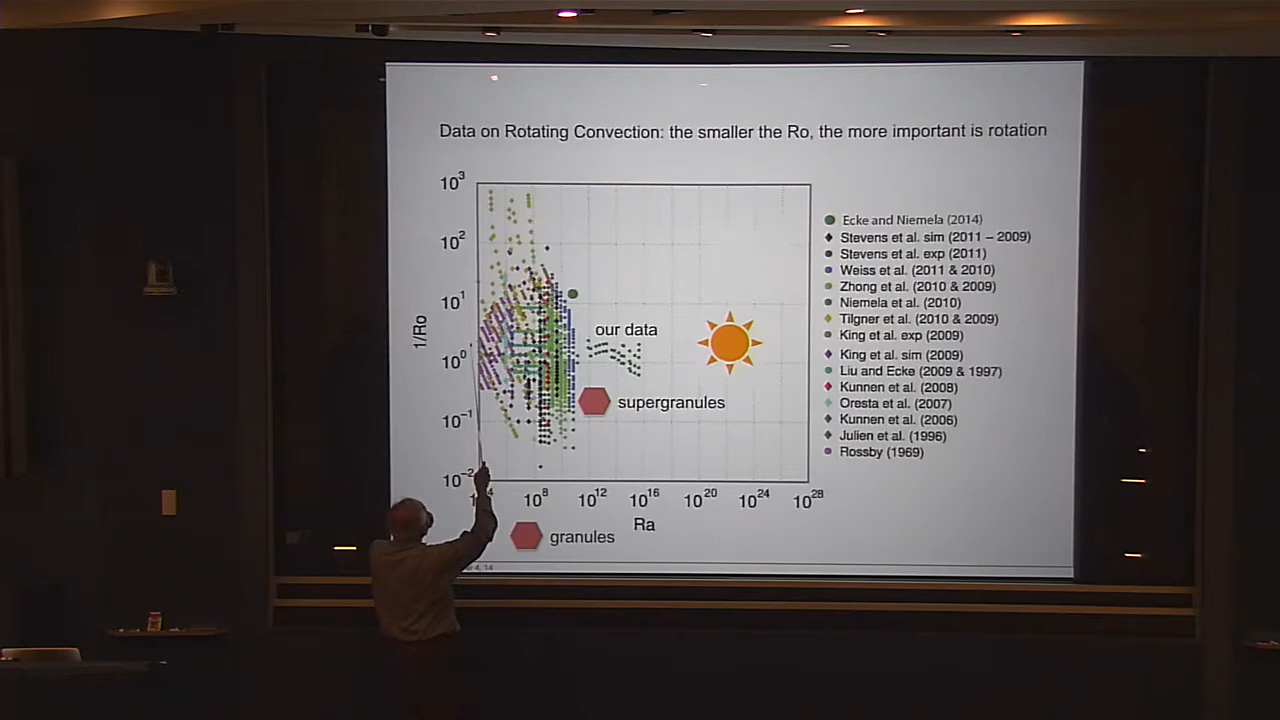 Data on Rotating Convection: the smaller the Ro, the more important is rotation
10³
10²
10¹
10⁰
10⁻¹
10⁻²
1/Ro
our data
supergranules
10⁸
10¹²
10¹⁶
10²⁰
10²⁴
10²⁸
Ra
granules
Ecke and Niemela (2014)
Stevens et al. sim (2011 – 2009)
Stevens et al. exp (2011)
Weiss et al. (2011 & 2010)
Zhong et al. (2010 & 2009)
Niemela et al. (2010)
Tilgner et al. (2010 & 2009)
King et al. exp (2009)
King et al. sim (2009)
Liu and Ecke (2009 & 1997)
Kunnen et al. (2008)
Oresta et al. (2007)
Kunnen et al. (2006)
Julien et al. (1996)
Rossby (1969)